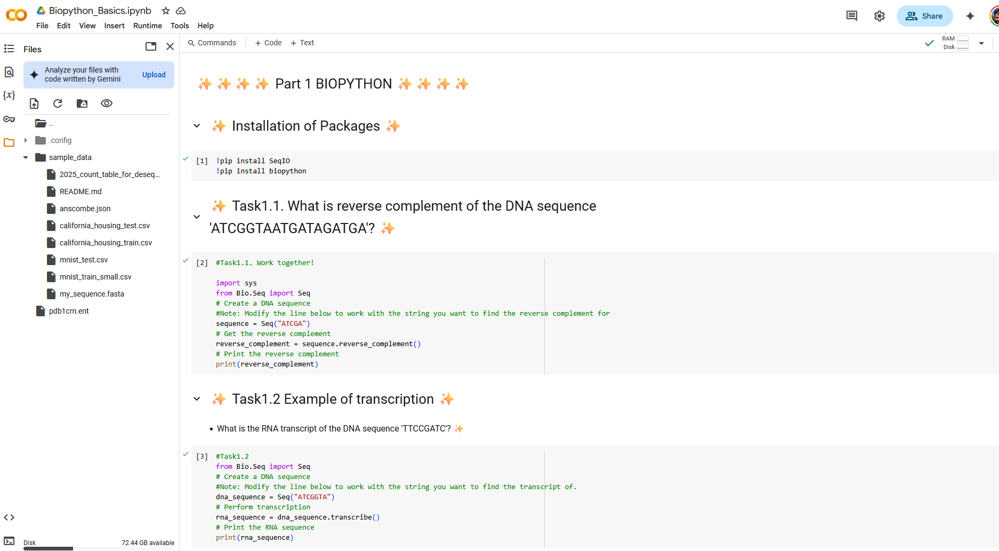 Biopython_Basics.ipynb
File Edit View Insert Runtime Tools Help
Share
Files
Commands + Code + Text
RAM
Disk
Analyze your files with
code written by Gemini
Upload
{x}
..
.config
sample_data
2025_count_table_for_deseq...
README.md
anscombe.json
california_housing_test.csv
california_housing_train.csv
mnist_test.csv
mnist_train_small.csv
my_sequence.fasta
pdb1crn.ent
Disk 72.44 GB available
✨ ✨ ✨ ✨ Part 1 BIOPYTHON ✨ ✨ ✨ ✨
✨ Installation of Packages ✨
[1] !pip install SeqIO
!pip install biopython
✨ Task1.1. What is reverse complement of the DNA sequence
'ATCGGTAATGATAGATGA'? ✨
[2] #Task1.1. Work together!
import sys
from Bio.Seq import Seq
# Create a DNA sequence
#Note: Modify the line below to work with the string you want to find the reverse complement for
sequence = Seq("ATCGA")
# Get the reverse complement
reverse_complement = sequence.reverse_complement()
# Print the reverse complement
print(reverse_complement)
✨ Task1.2 Example of transcription ✨
• What is the RNA transcript of the DNA sequence 'TTCCGATC'? ✨
[3] #Task1.2
from Bio.Seq import Seq
# Create a DNA sequence
#Note: Modify the line below to work with the string you want to find the transcript of.
dna_sequence = Seq("ATCGGTA")
# Perform transcription
rna_sequence = dna_sequence.transcribe()
# Print the RNA sequence
print(rna_sequence)